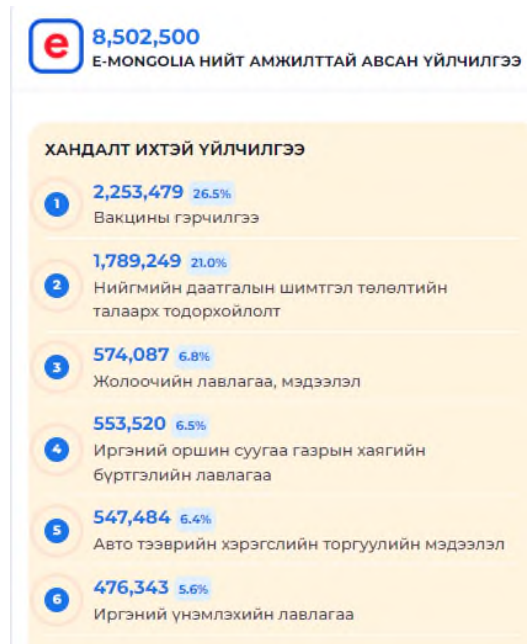 e
8,502,500
E-MONGOLIA НИЙТ АМЖИЛТТАЙ АВСАН ҮЙЛЧИЛГЭЭ
ХАНДАЛТ ИХТЭЙ ҮЙЛЧИЛГЭЭ
1
2,253,479 26.5%
Вакцины гэрчилгээ
2
1,789,249 21.0%
Нийгмийн даатгалын шимтгэл төлөлтийн
талаарх тодорхойлолт
3
574,087 6.8%
Жолоочийн лавлагаа, мэдээлэл
4
553,520 6.5%
Иргэний оршин суугаа газрын хаягийн
бүртгэлийн лавлагаа
5
547,484 6.4%
Авто тээврийн хэрэгслийн торгуулийн мэдээлэл
6
476,343 5.6%
Иргэний үнэмлэхийн лавлагаа